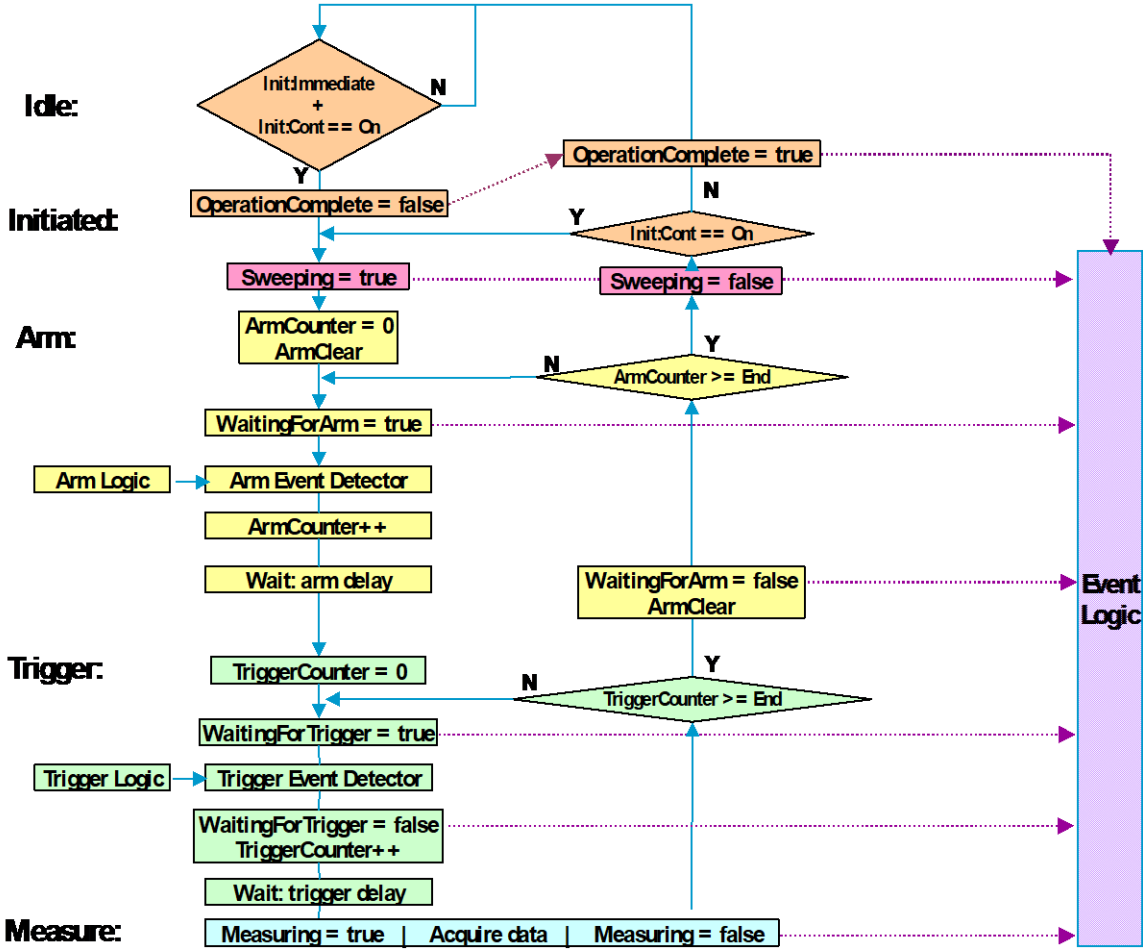 Init:Immediate
+
Init:Cont == On
N
Idle:
Y
OperationComplete = true
OperationComplete = false
N
Initiated:
Y
Init:Cont == On
Sweeping = true
Sweeping = false
Arm:
ArmCounter = 0
ArmClear
Y
N
ArmCounter >= End
WaitingForArm = true
Arm Logic
Arm Event Detector
ArmCounter++
Wait: arm delay
WaitingForArm = false
ArmClear
Event
Logic
Trigger:
TriggerCounter = 0
Y
N
TriggerCounter >= End
WaitingForTrigger = true
Trigger Logic
Trigger Event Detector
WaitingForTrigger = false
TriggerCounter++
Wait: trigger delay
Measure:
Measuring = true | Acquire data | Measuring = false